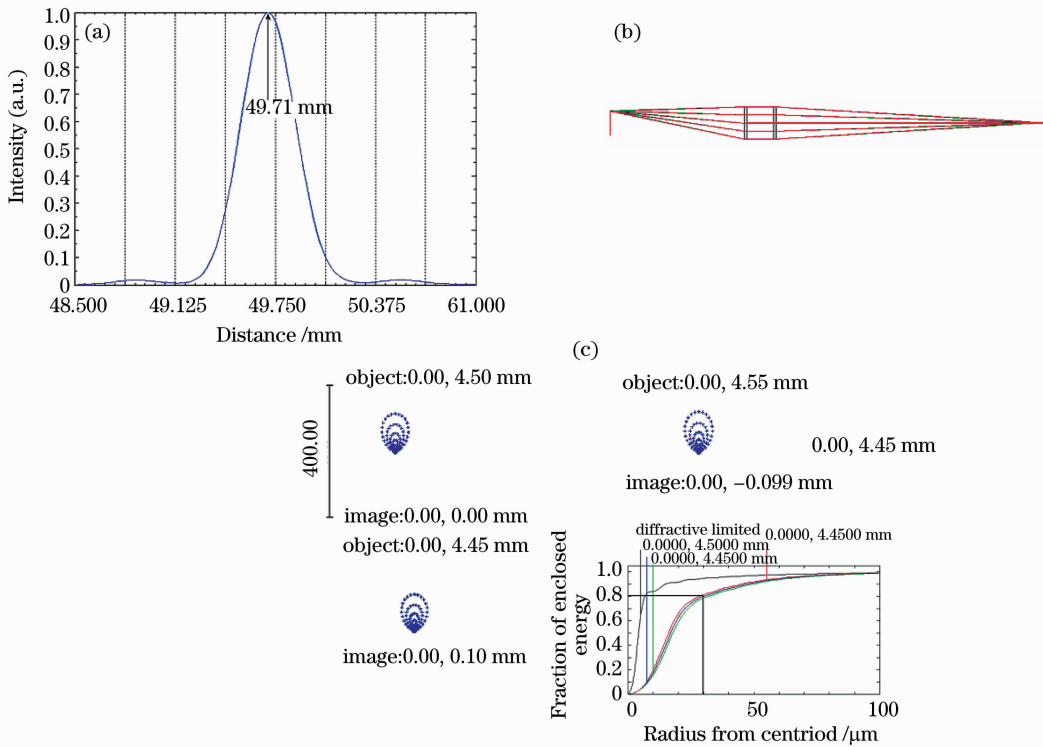 (a)
1.0
0.9
0.8
0.7
0.6
0.5
0.4
0.3
0.2
0.1
0
Intensity (a.u.)
49.71 mm
48.500
49.125
49.750
50.375
61.000
Distance /mm
(b)
(c)
object:0.00, 4.50 mm
400.00
image:0.00, 0.00 mm
object:0.00, 4.55 mm
0.00, 4.45 mm
image:0.00, −0.099 mm
object:0.00, 4.45 mm
image:0.00, 0.10 mm
diffractive limited
0.0000, 4.5000 mm
0.0000, 4.4500 mm
0.0000, 4.4500 mm
1.0
0.8
0.6
0.4
0.2
0
Fraction of enclosed
energy
0
50
100
Radius from centriod /μm